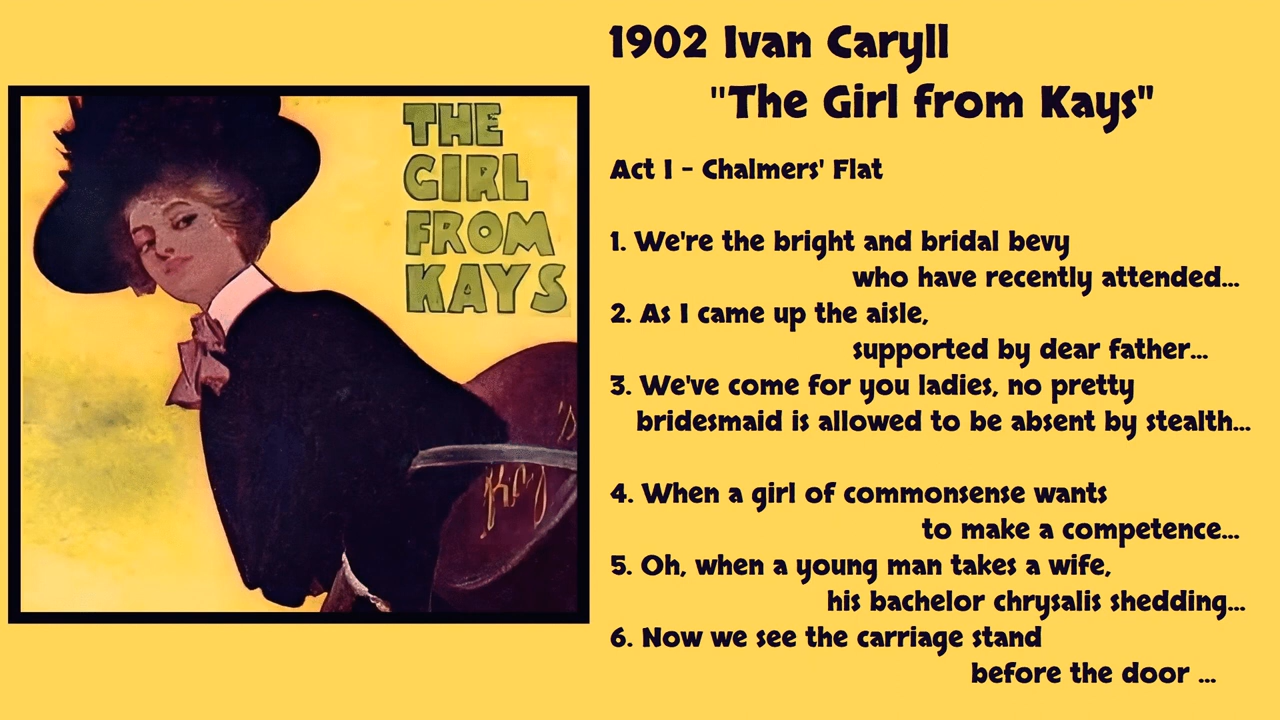 1902 Ivan Caryll
"The Girl from Kays"
Act I - Chalmers' Flat
1. We're the bright and bridal bevy
who have recently attended...
2. As I came up the aisle,
supported by dear father...
3. We've come for you ladies, no pretty
bridesmaid is allowed to be absent by stealth...
4. When a girl of commonsense wants
to make a competence...
5. Oh, when a young man takes a wife,
his bachelor chrysalis shedding...
6. Now we see the carriage stand
before the door ...
THE
GIRL
FROM
KAYS
's
Kay